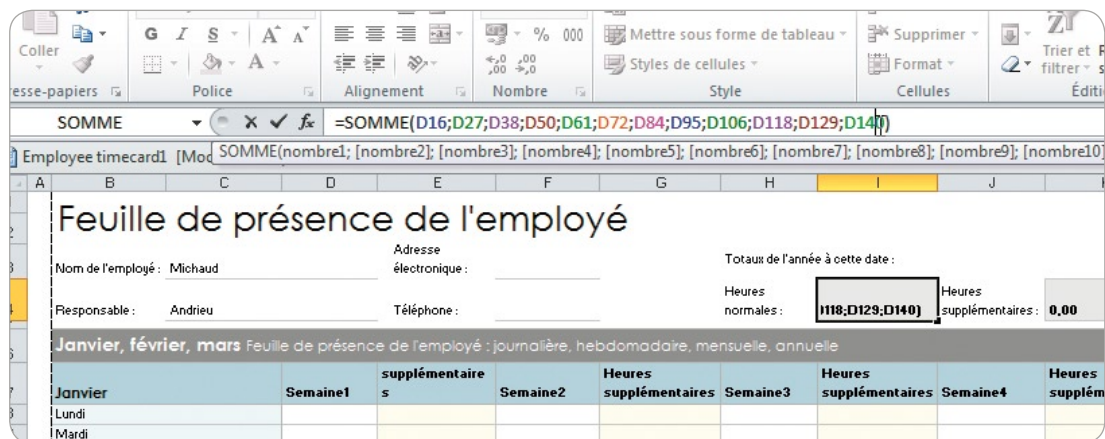 G I S A A % 000 Mettre sous forme de tableau Supprimer ZT
Coller Styles de cellules Format Trier et
A ,00 ,00 ,0 filtrer
esse-papiers Police Alignement Nombre Style Cellules Éditi
SOMME fx =SOMME(D16;D27;D38;D50;D61;D72;D84;D95;D106;D118;D129;D140)
Employee timecard1 SOMME(nombre1; [nombre2]; [nombre3]; [nombre4]; [nombre5]; [nombre6]; [nombre7]; [nombre8]; [nombre9]; [nombre10]
A B C D E F G H I J
Feuille de présence de l'employé
Adresse
Nom de l'employé : Michaud électronique : Totaux de l'année à cette date :
Heures Heures
Responsable : Andrieu Téléphone : normales : D118;D129;D140) supplémentaires : 0,00
Janvier, février, mars Feuille de présence de l'employé : journalière, hebdomadaire, mensuelle, annuelle
supplémentaire Heures Heures Heures
Janvier Semaine1 s Semaine2 supplémentaires Semaine3 supplémentaires Semaine4 supplém
Lundi
Mardi